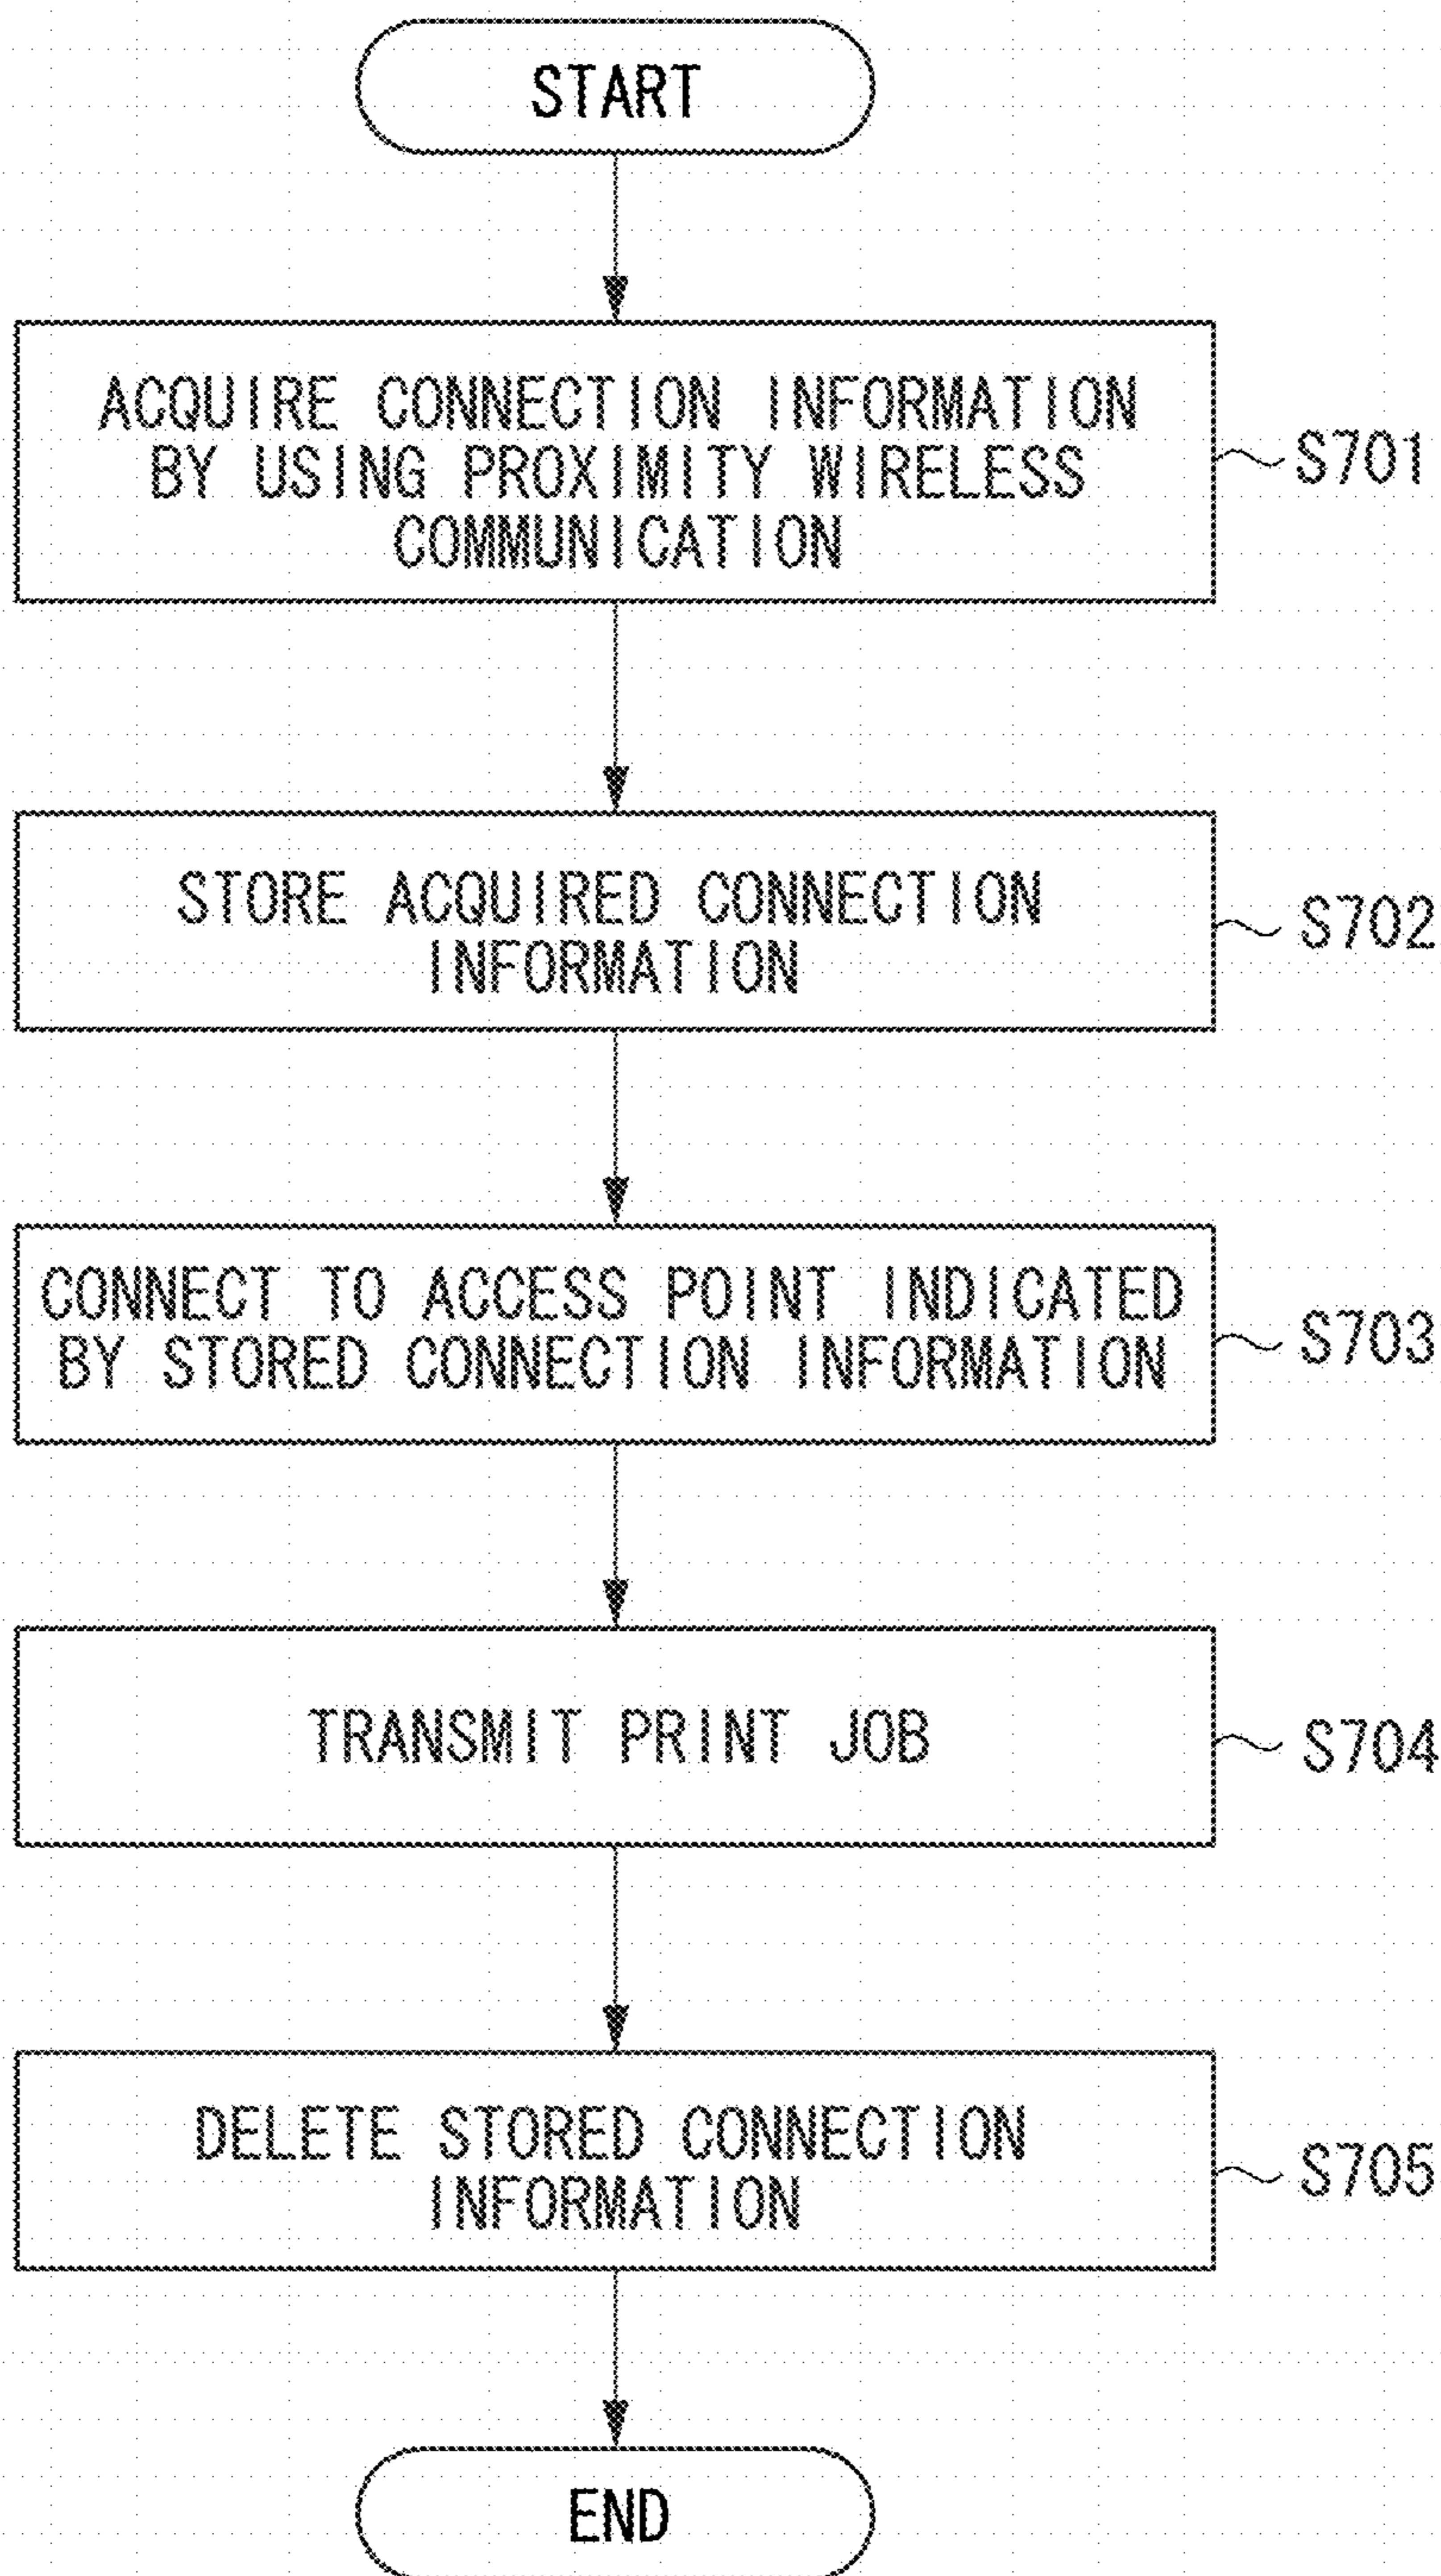 START
ACQUIRE CONNECTION INFORMATION
BY USING PROXIMITY WIRELESS
COMMUNICATION
S701
STORE ACQUIRED CONNECTION
INFORMATION
S702
CONNECT TO ACCESS POINT INDICATED
BY STORED CONNECTION INFORMATION
S703
TRANSMIT PRINT JOB
S704
DELETE STORED CONNECTION
INFORMATION
S705
END